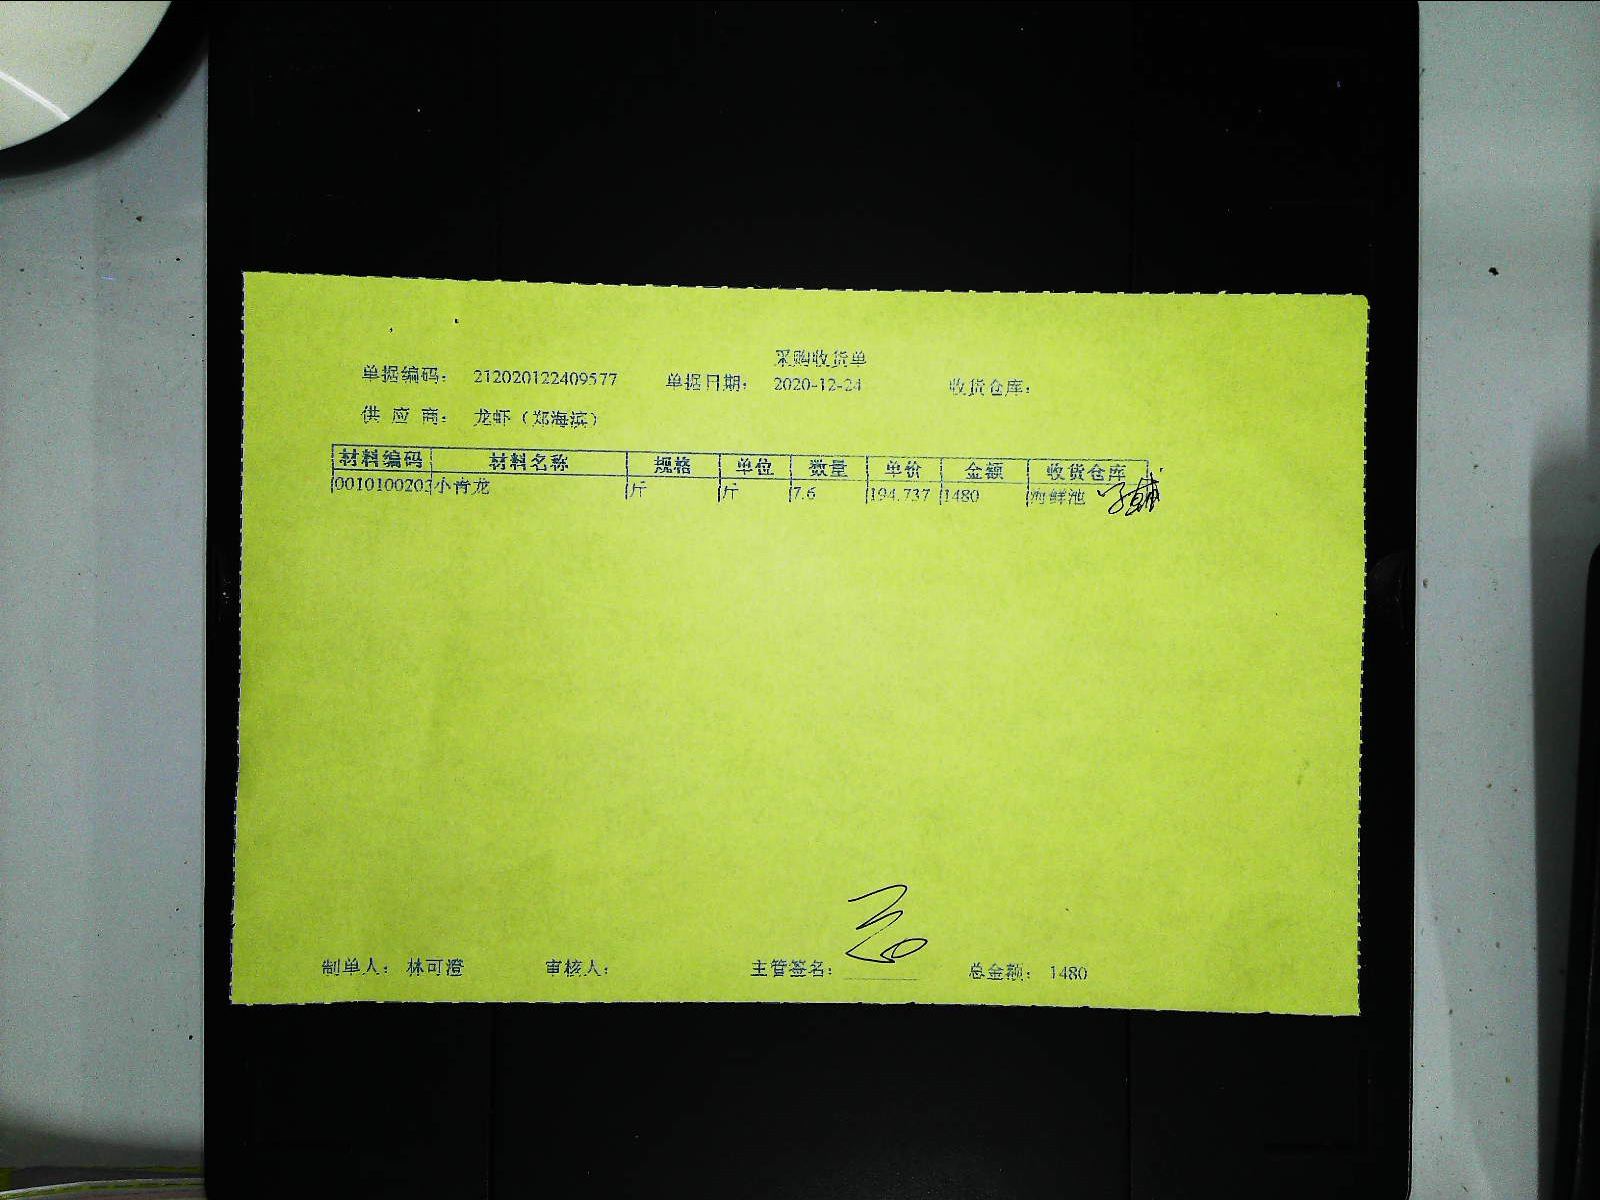 采购收货单
单据编码： 212020122409577 单据日期： 2020-12-24 收货仓库：
供 应 商： 龙虾（郑海滨）
材料编码 材料名称 规格 单位 数量 单价 金额 收货仓库
0010100203 小青龙 斤 斤 7.6 194.737 1480 海鲜池
制单人： 林可澄 审核人： 主管签名： 总金额： 1480